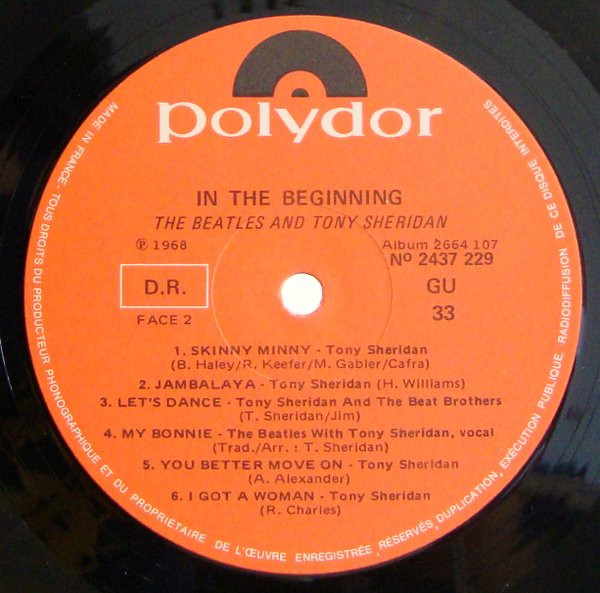 polydor
IN THE BEGINNING
THE BEATLES AND TONY SHERIDAN
℗ 1968
Album 2664 107
Nº 2437 229
D.R.
GU
FACE 2
33
1. SKINNY MINNY - Tony Sheridan
(B. Haley/R. Keefer/M. Gabler/Cafra)
2. JAMBALAYA - Tony Sheridan (H. Williams)
3. LET'S DANCE - Tony Sheridan And The Beat Brothers
(T. Sheridan/Jim)
4. MY BONNIE - The Beatles With Tony Sheridan, vocal
(Trad./Arr. : T. Sheridan)
5. YOU BETTER MOVE ON - Tony Sheridan
(A. Alexander)
6. I GOT A WOMAN - Tony Sheridan
(R. Charles)
MADE IN FRANCE - TOUS DROITS DU PRODUCTEUR PHONOGRAPHIQUE ET DU PROPRIETAIRE DE L'ŒUVRE ENREGISTRÉE, RÉSERVÉS, DUPLICATION, EXÉCUTION PUBLIQUE, RADIODIFFUSION DE CE DISQUE INTERDITES